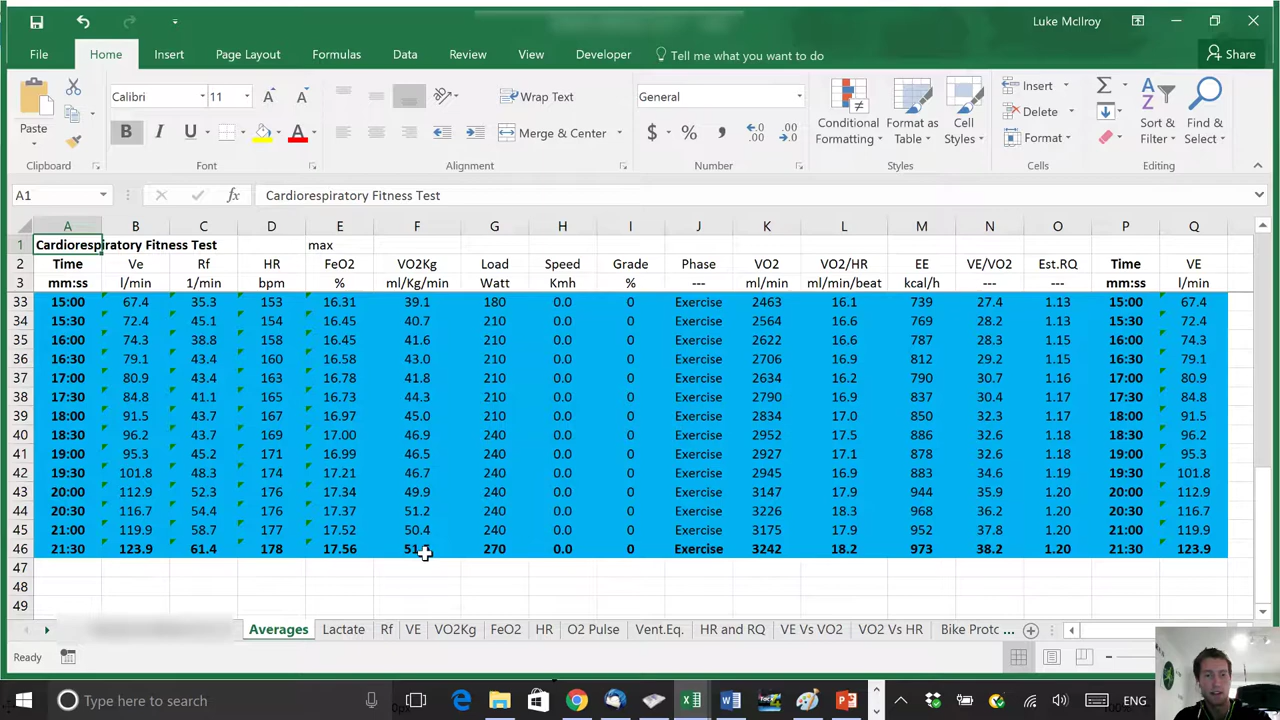 Luke McIlroy
File Home Insert Page Layout Formulas Data Review View Developer Tell me what you want to do Share
Calibri 11 Wrap Text General Insert
Paste B I U A Merge & Center $ % Conditional Formatting Format as Table Cell Styles Delete Format Sort & Filter Find & Select
Clipboard Font Alignment Number Styles Cells Editing
A1 fx Cardiorespiratory Fitness Test
A B C D E F G H I J K L M N O P Q
1 Cardiorespiratory Fitness Test max
2 Time Ve Rf HR FeO2 VO2Kg Load Speed Grade Phase VO2 VO2/HR EE VE/VO2 Est.RQ Time VE
3 mm:ss l/min 1/min bpm % ml/Kg/min Watt Kmh % --- ml/min ml/min/beat kcal/h --- --- mm:ss l/min
33 15:00 67.4 35.3 153 16.31 39.1 180 0.0 0 Exercise 2463 16.1 739 27.4 1.13 15:00 67.4
34 15:30 72.4 45.1 154 16.45 40.7 210 0.0 0 Exercise 2564 16.6 769 28.2 1.13 15:30 72.4
35 16:00 74.3 38.8 158 16.45 41.6 210 0.0 0 Exercise 2622 16.6 787 28.3 1.15 16:00 74.3
36 16:30 79.1 43.4 160 16.58 43.0 210 0.0 0 Exercise 2706 16.9 812 29.2 1.15 16:30 79.1
37 17:00 80.9 43.4 163 16.78 41.8 210 0.0 0 Exercise 2634 16.2 790 30.7 1.16 17:00 80.9
38 17:30 84.8 41.1 165 16.73 44.3 210 0.0 0 Exercise 2790 16.9 837 30.4 1.17 17:30 84.8
39 18:00 91.5 43.7 167 16.97 45.0 210 0.0 0 Exercise 2834 17.0 850 32.3 1.17 18:00 91.5
40 18:30 96.2 43.7 169 17.00 46.9 240 0.0 0 Exercise 2952 17.5 886 32.6 1.18 18:30 96.2
41 19:00 95.3 45.2 171 16.99 46.5 240 0.0 0 Exercise 2927 17.1 878 32.6 1.18 19:00 95.3
42 19:30 101.8 48.3 174 17.21 46.7 240 0.0 0 Exercise 2945 16.9 883 34.6 1.19 19:30 101.8
43 20:00 112.9 52.3 176 17.34 49.9 240 0.0 0 Exercise 3147 17.9 944 35.9 1.20 20:00 112.9
44 20:30 116.7 54.4 176 17.37 51.2 240 0.0 0 Exercise 3226 18.3 968 36.2 1.20 20:30 116.7
45 21:00 119.9 58.7 177 17.52 50.4 240 0.0 0 Exercise 3175 17.9 952 37.8 1.20 21:00 119.9
46 21:30 123.9 61.4 178 17.56 270 0.0 0 Exercise 3242 18.2 973 38.2 1.20 21:30 123.9
47
48
49
Averages Lactate Rf VE VO2Kg FeO2 HR O2 Pulse Vent.Eq. HR and RQ VE Vs VO2 VO2 Vs HR Bike Protc ...
Ready
Type here to search ENG